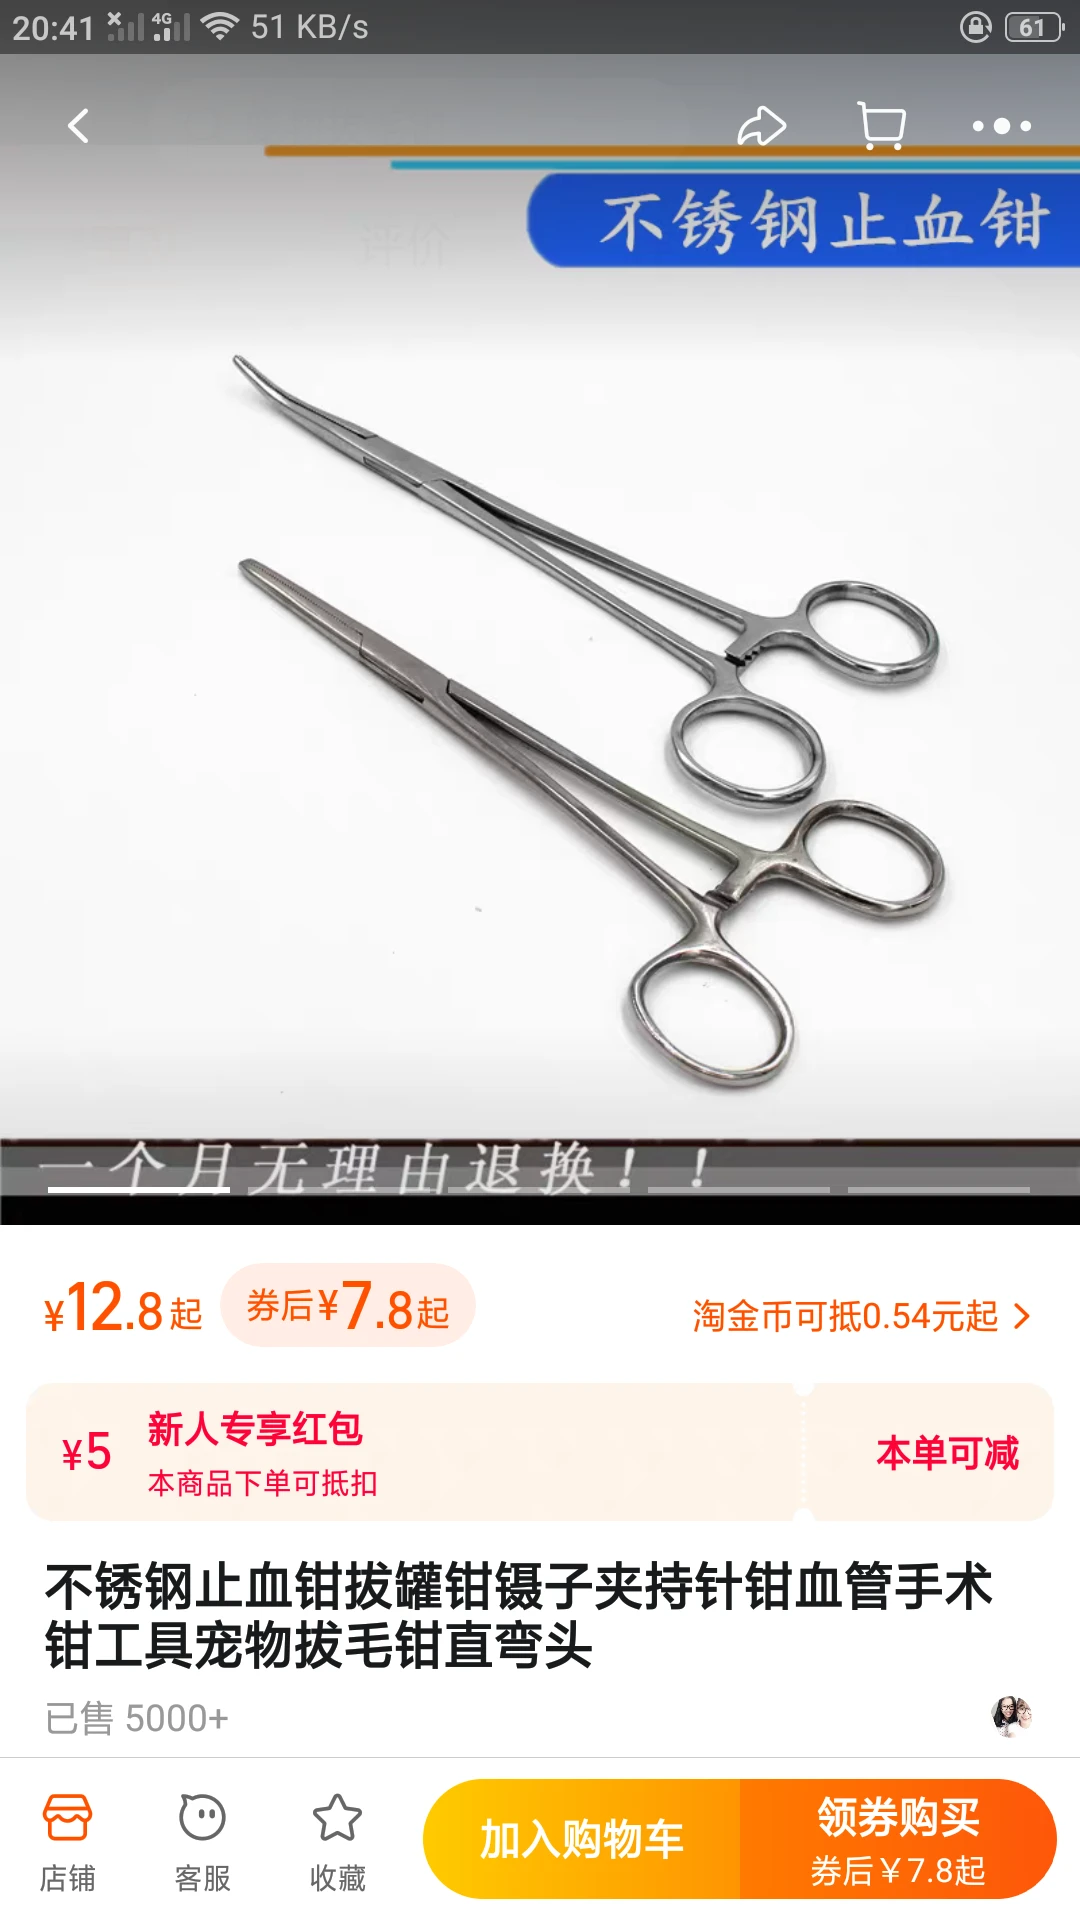 20:41 4G 51 KB/s 61
评价
不锈钢止血钳
一个月无理由退换！！
¥12.8起 券后¥7.8起 淘金币可抵0.54元起
¥5 新人专享红包 本单可减
本商品下单可抵扣
不锈钢止血钳拔罐钳镊子夹持针钳血管手术
钳工具宠物拔毛钳直弯头
已售 5000+
店铺 客服 收藏
加入购物车
领券购买
券后¥7.8起